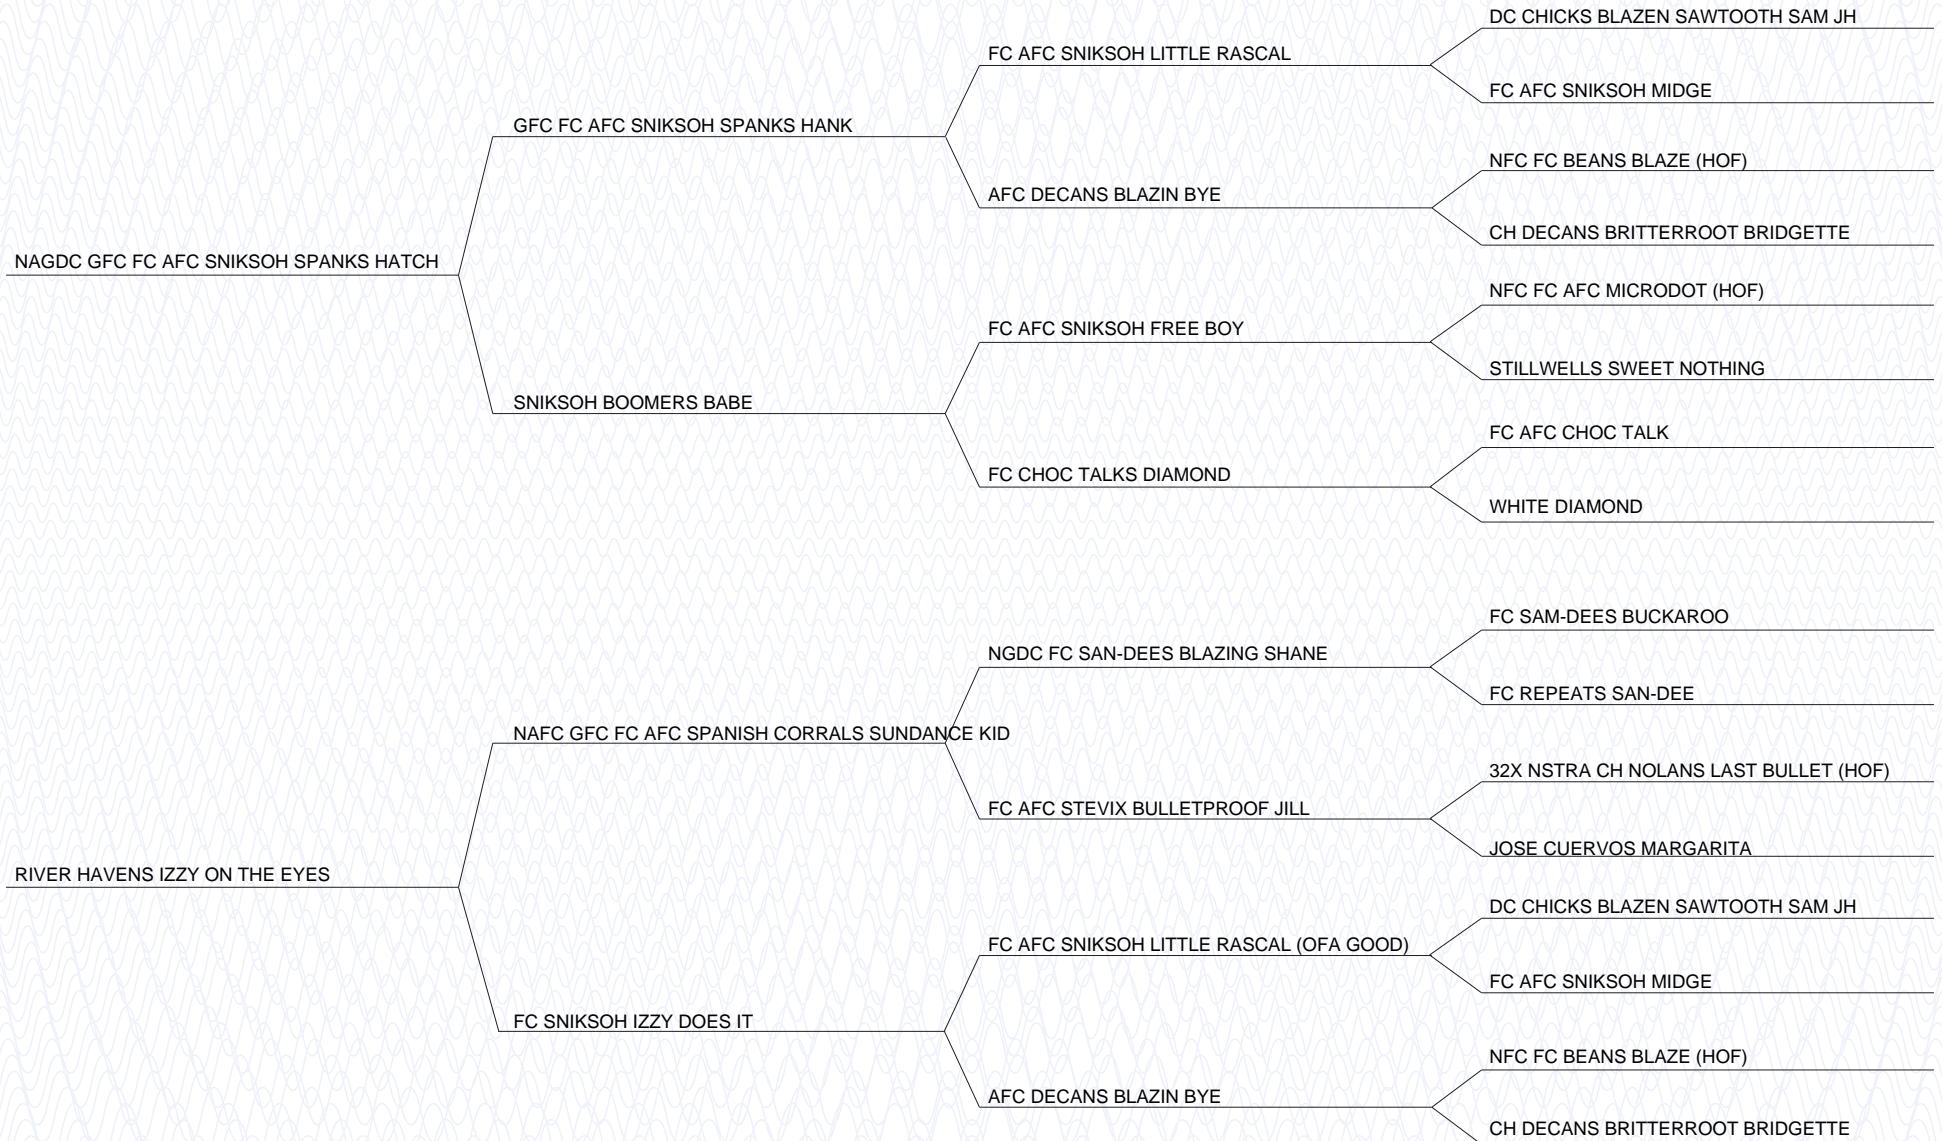 DC CHICKS BLAZEN SAWTOOTH SAM JH
FC AFC SNIKSOH LITTLE RASCAL
FC AFC SNIKSOH MIDGE
GFC FC AFC SNIKSOH SPANKS HANK
NFC FC BEANS BLAZE (HOF)
AFC DECANS BLAZIN BYE
CH DECANS BRITTERROOT BRIDGETTE
NAGDC GFC FC AFC SNIKSOH SPANKS HATCH
NFC FC AFC MICRODOT (HOF)
FC AFC SNIKSOH FREE BOY
STILLWELLS SWEET NOTHING
SNIKSOH BOOMERS BABE
FC AFC CHOC TALK
FC CHOC TALKS DIAMOND
WHITE DIAMOND
FC SAM-DEES BUCKAROO
NGDC FC SAN-DEES BLAZING SHANE
FC REPEATS SAN-DEE
NAFC GFC FC AFC SPANISH CORRALS SUNDANCE KID
32X NSTRA CH NOLANS LAST BULLET (HOF)
FC AFC STEVIX BULLETPROOF JILL
JOSE CUERVOS MARGARITA
RIVER HAVENS IZZY ON THE EYES
DC CHICKS BLAZEN SAWTOOTH SAM JH
FC AFC SNIKSOH LITTLE RASCAL (OFA GOOD)
FC AFC SNIKSOH MIDGE
FC SNIKSOH IZZY DOES IT
NFC FC BEANS BLAZE (HOF)
AFC DECANS BLAZIN BYE
CH DECANS BRITTERROOT BRIDGETTE